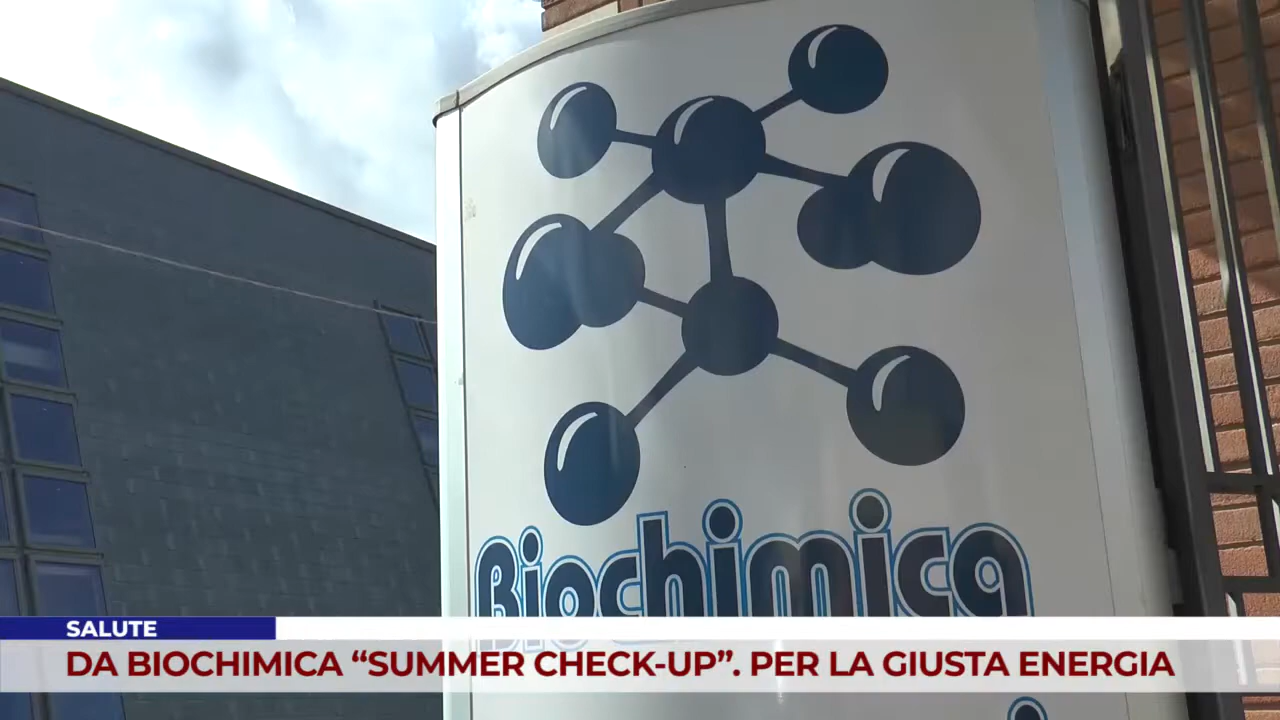 Biochimica
SALUTE
DA BIOCHIMICA “SUMMER CHECK-UP”. PER LA GIUSTA ENERGIA